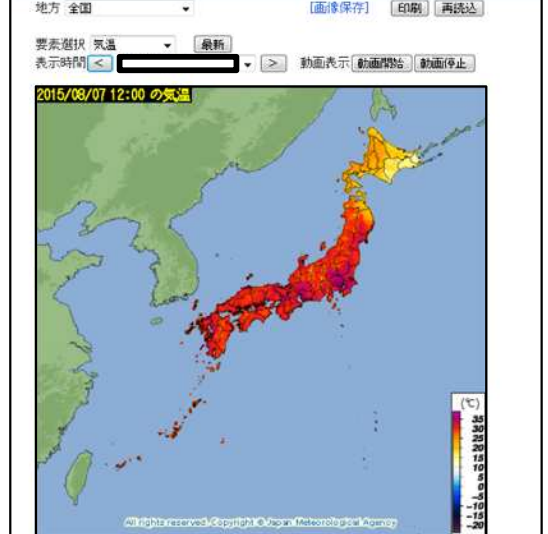 地方 全国 [画像保存] 印刷 再読込
要素選択 気温 最新
表示時間 < > 動画表示 動画開始 動画停止
2015/08/07 12:00 の気温
(℃)
35
30
25
20
15
10
5
0
-5
-10
-15
-20
All rights reserved. Copyright © Japan Meteorological Agency